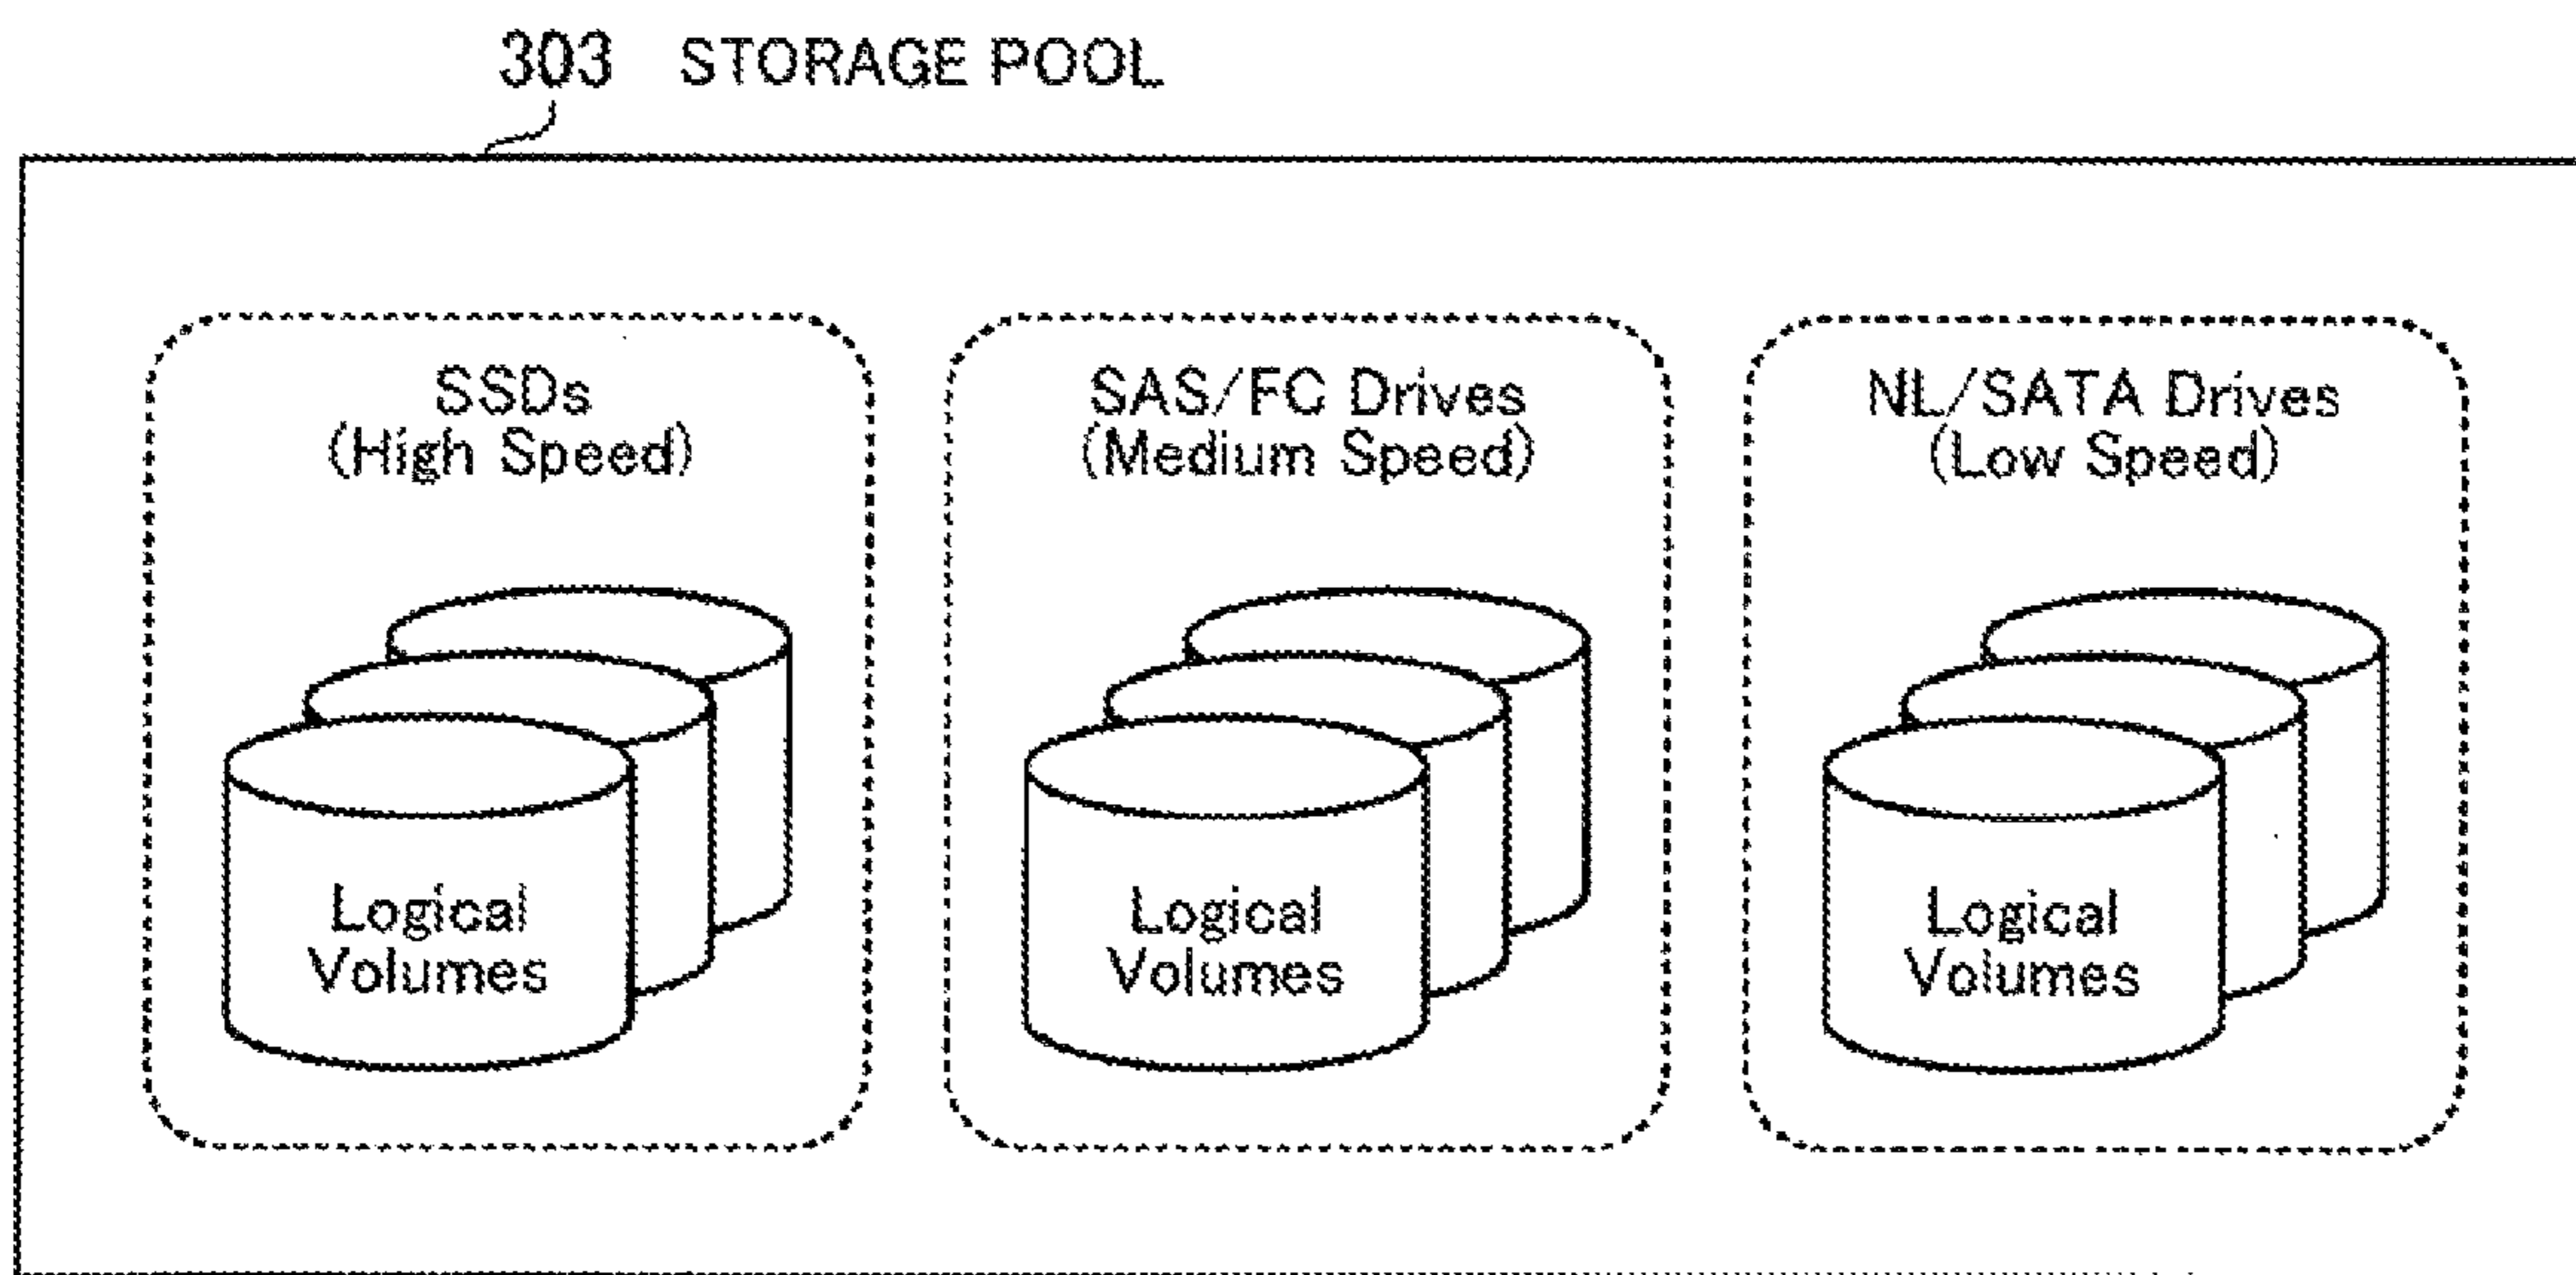 303 STORAGE POOL
SSDs
(High Speed)
SAS/FC Drives
(Medium Speed)
NL/SATA Drives
(Low Speed)
Logical
Volumes
Logical
Volumes
Logical
Volumes